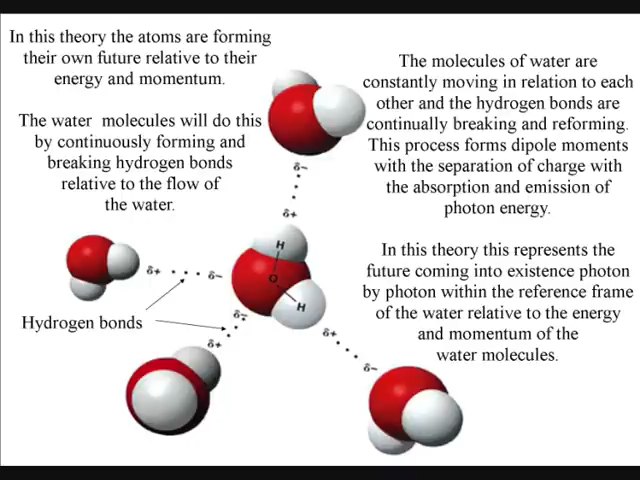 In this theory the atoms are forming
their own future relative to their
energy and momentum.
The water molecules will do this
by continuously forming and
breaking hydrogen bonds
relative to the flow of
the water.
The molecules of water are
constantly moving in relation to each
other and the hydrogen bonds are
continually breaking and reforming.
This process forms dipole moments
with the separation of charge with
the absorption and emission of
photon energy.
In this theory this represents the
future coming into existence photon
by photon within the reference frame
of the water relative to the energy
and momentum of the
water molecules.
δ−
δ+
H
O
H
δ+
δ−
Hydrogen bonds
δ−
δ+
δ+
δ−